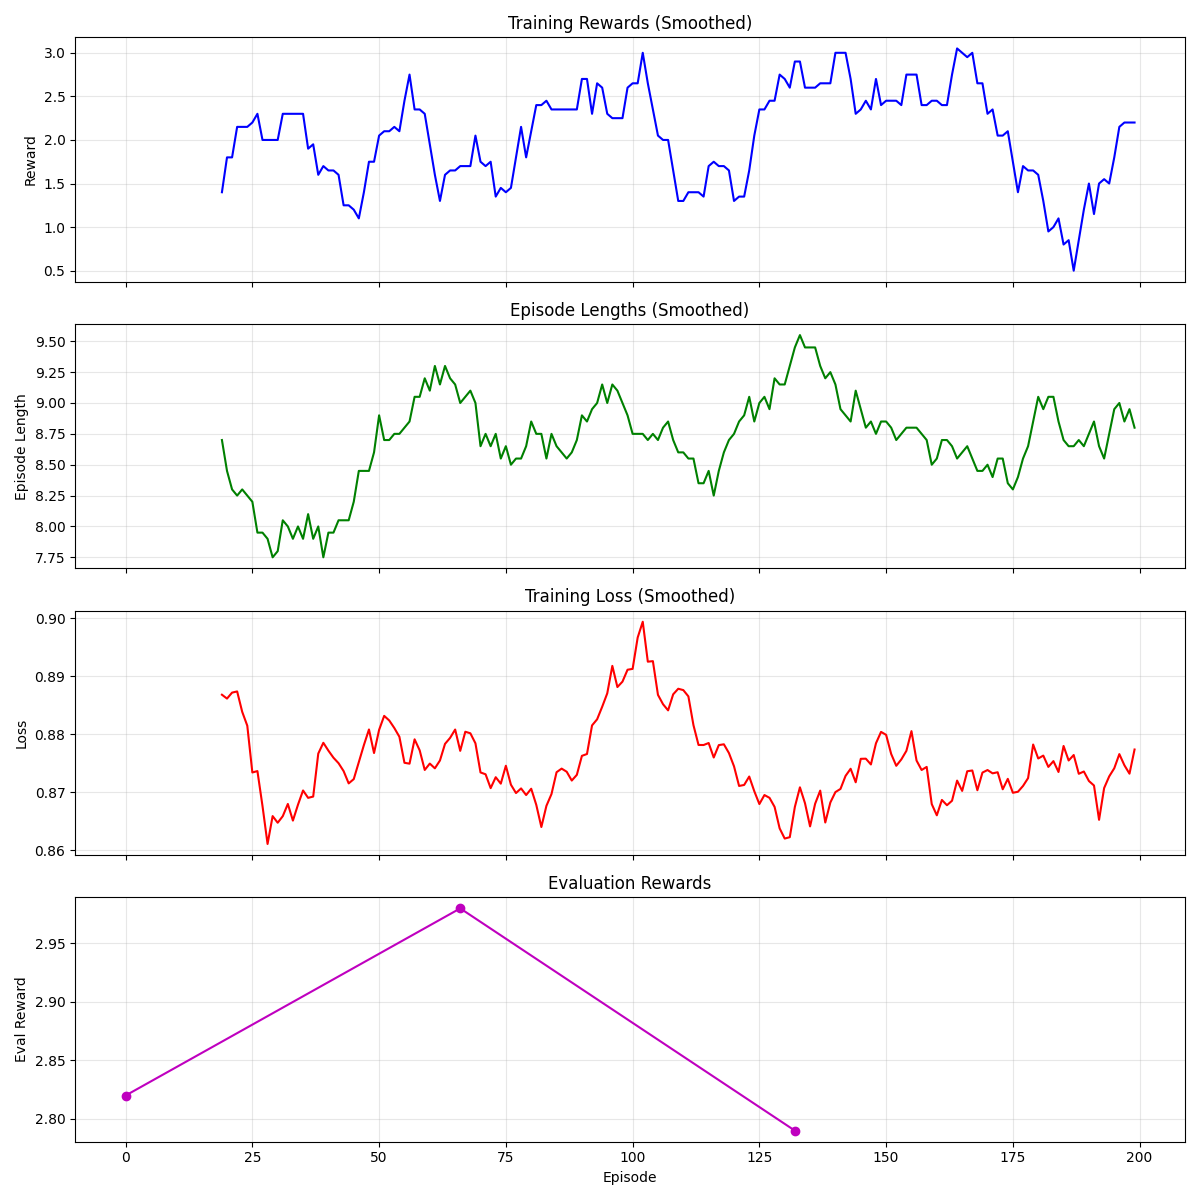 Training Rewards (Smoothed)
3.0
2.5
2.0
1.5
1.0
0.5
Reward
Episode Lengths (Smoothed)
9.50
9.25
9.00
8.75
8.50
8.25
8.00
7.75
Episode Length
Training Loss (Smoothed)
0.90
0.89
0.88
0.87
0.86
Loss
Evaluation Rewards
2.95
2.90
2.85
2.80
Eval Reward
0 25 50 75 100 125 150 175 200
Episode